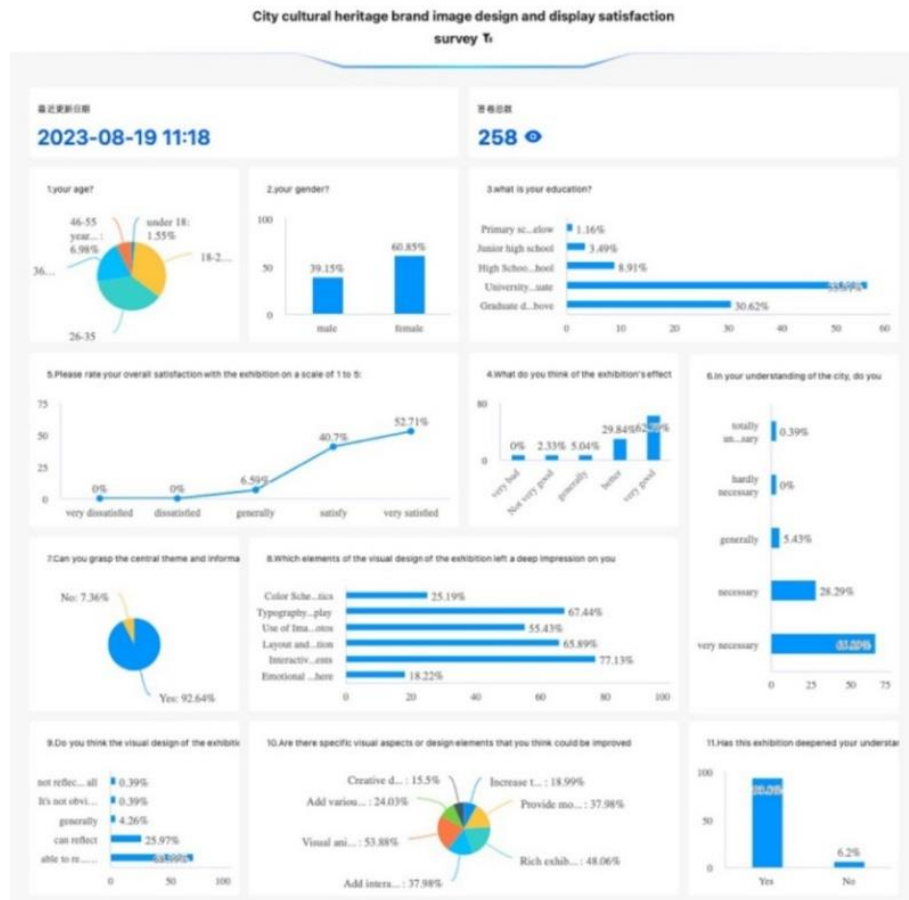 City cultural heritage brand image design and display satisfaction
survey
最近更新日期
2023-08-19 11:18
答卷总数
258
1.your age?
46-55
year... :
6.98%
under 18:
1.55%
18-2...
36...
26-35
2.your gender?
100
50
0
39.15%
60.85%
male
female
3.what is your education?
Primary sc...elow
1.16%
Junior high school
3.49%
High Schoo...hool
8.91%
University...uate
Graduate d...bove
30.62%
0 10 20 30 40 50 60
5.Please rate your overall satisfaction with the exhibition on a scale of 1 to 5:
75
50
25
0
0%
0%
6.59%
40.7%
52.71%
very dissatisfied
dissatisfied
generally
satisfy
very satisfied
4.What do you think of the exhibition's effect
80
0
0%
2.33%
5.04%
29.84%
very bad
Not very good
generally
better
very good
6.In your understanding of the city, do you
totally
un...sary
0.39%
hardly
necessary
0%
generally
5.43%
necessary
28.29%
very necessary
0 25 50 75
7.Can you grasp the central theme and informa
No: 7.36%
Yes: 92.64%
8.Which elements of the visual design of the exhibition left a deep impression on you
Color Sche...tics
25.19%
Typography...play
67.44%
Use of Ima...otos
55.43%
Layout and...tion
65.89%
Interactiv...ents
77.13%
Emotional ...here
18.22%
0 20 40 60 80 100
9.Do you think the visual design of the exhibitio
not reflec... all
0.39%
It's not obvi...
0.39%
generally
4.26%
can reflect
25.97%
able to re......
0 50 100
10.Are there specific visual aspects or design elements that you think could be improved
Creative d... : 15.5%
Increase t... : 18.99%
Add variou... : 24.03%
Provide mo... : 37.98%
Visual ani... : 53.88%
Rich exhib... : 48.06%
Add intera... : 37.98%
11.Has this exhibition deepened your understan
100
50
0
6.2%
Yes
No